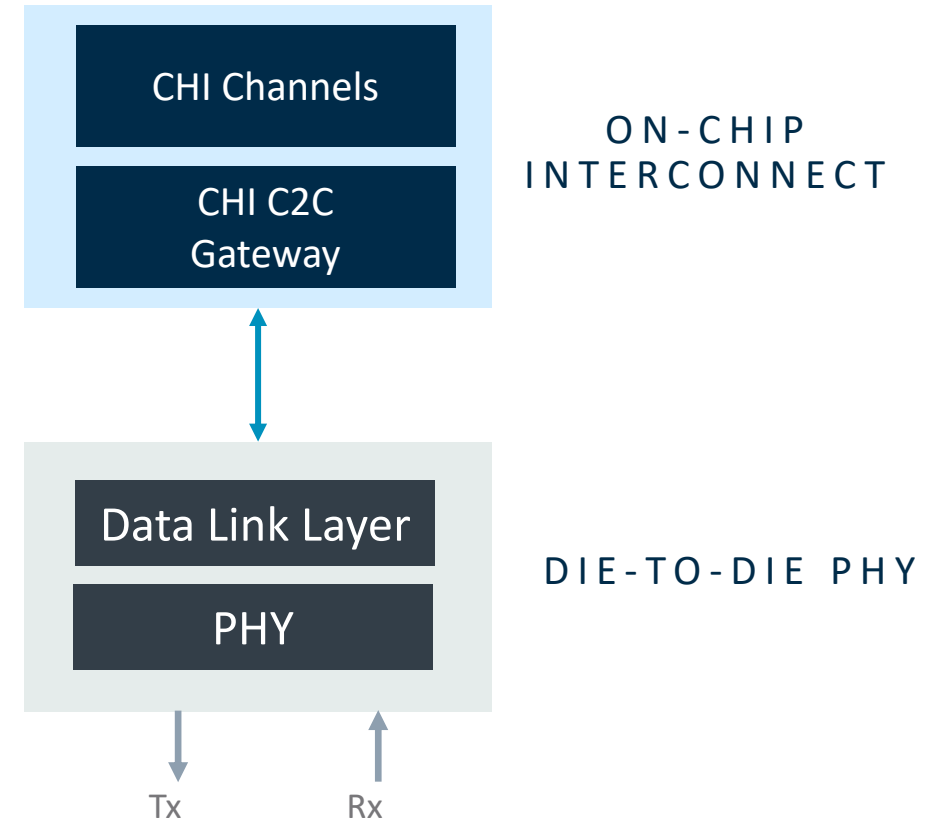 CHI Channels
ON-CHIP
INTERCONNECT
CHI C2C
Gateway
Data Link Layer
DIE-TO-DIE PHY
PHY
Tx
Rx